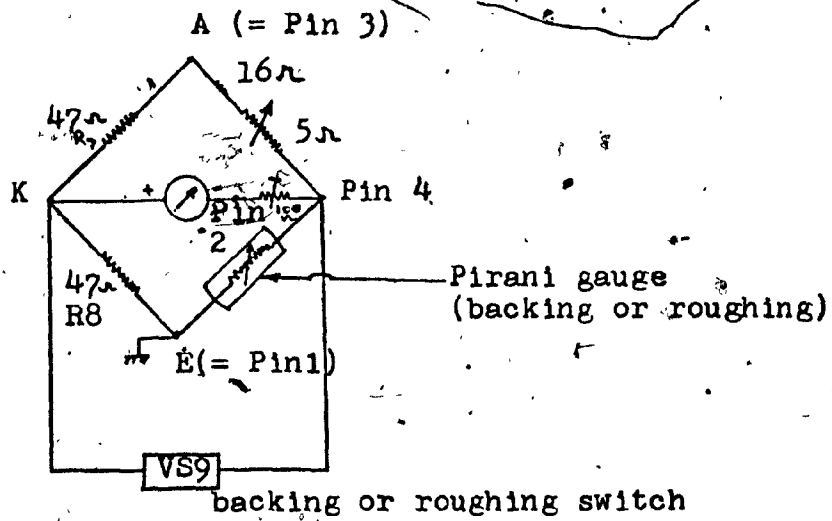 A (= Pin 3)
16Ω
47Ω
R7
5Ω
K
+
Pin 4
Pin
2
47Ω
R8
Pirani gauge
(backing or roughing)
E(= Pin1)
VS9
backing or roughing switch